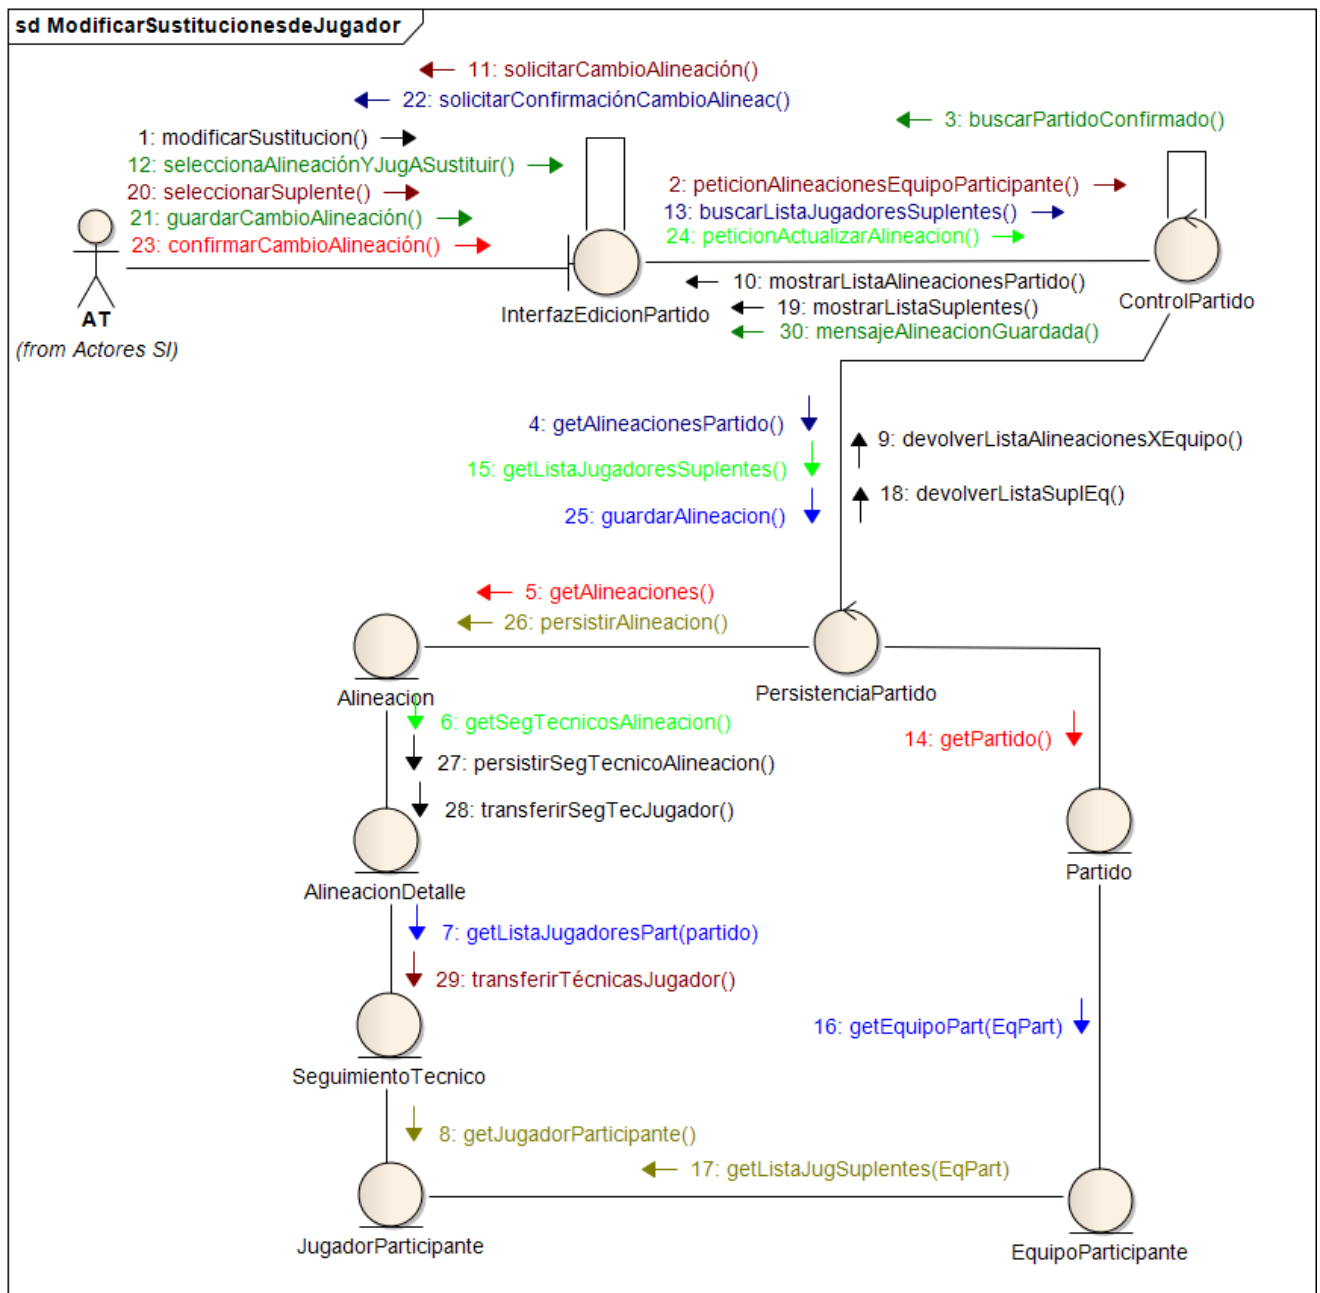 sd ModificarSustitucionesdeJugador
11: solicitarCambioAlineación()
22: solicitarConfirmaciónCambioAlineac()
3: buscarPartidoConfirmado()
1: modificarSustitucion()
12: seleccionaAlineaciónYJugASustituir()
20: seleccionarSuplente()
21: guardarCambioAlineación()
23: confirmarCambioAlineación()
2: peticionAlineacionesEquipoParticipante()
13: buscarListaJugadoresSuplentes()
24: peticionActualizarAlineacion()
10: mostrarListaAlineacionesPartido()
19: mostrarListaSuplentes()
30: mensajeAlineacionGuardada()
InterfazEdicionPartido
ControlPartido
AT
(from Actores SI)
4: getAlineacionesPartido()
15: getListaJugadoresSuplentes()
25: guardarAlineacion()
9: devolverListaAlineacionesXEquipo()
18: devolverListaSuplEq()
5: getAlineaciones()
26: persistirAlineacion()
Alineacion
PersistenciaPartido
6: getSegTecnicosAlineacion()
27: persistirSegTecnicoAlineacion()
28: transferirSegTecJugador()
14: getPartido()
AlineacionDetalle
Partido
7: getListaJugadoresPart(partido)
29: transferirTécnicasJugador()
16: getEquipoPart(EqPart)
SeguimientoTecnico
8: getJugadorParticipante()
17: getListaJugSuplentes(EqPart)
JugadorParticipante
EquipoParticipante